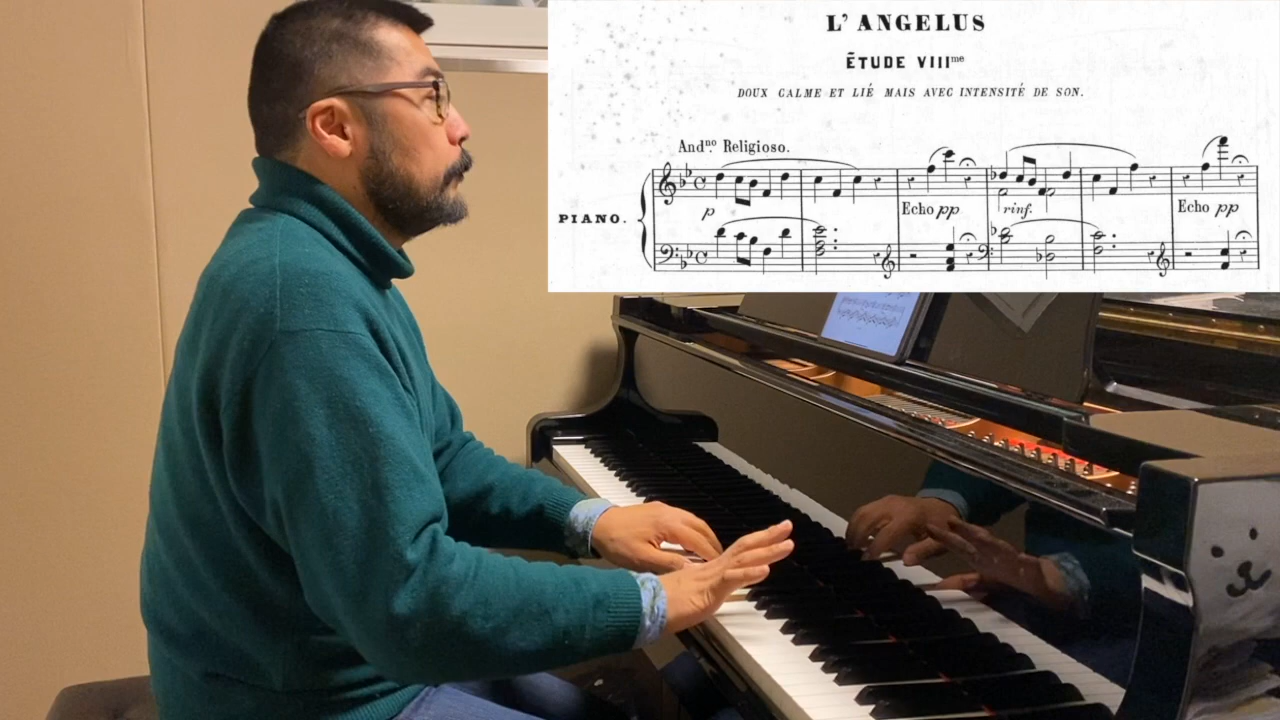 L' ANGELUS
ÉTUDE VIIIme
DOUX CALME ET LIÉ MAIS AVEC INTENSITÉ DE SON.
Andno. Religioso.
PIANO.
p
Echo pp
rinf.
Echo pp